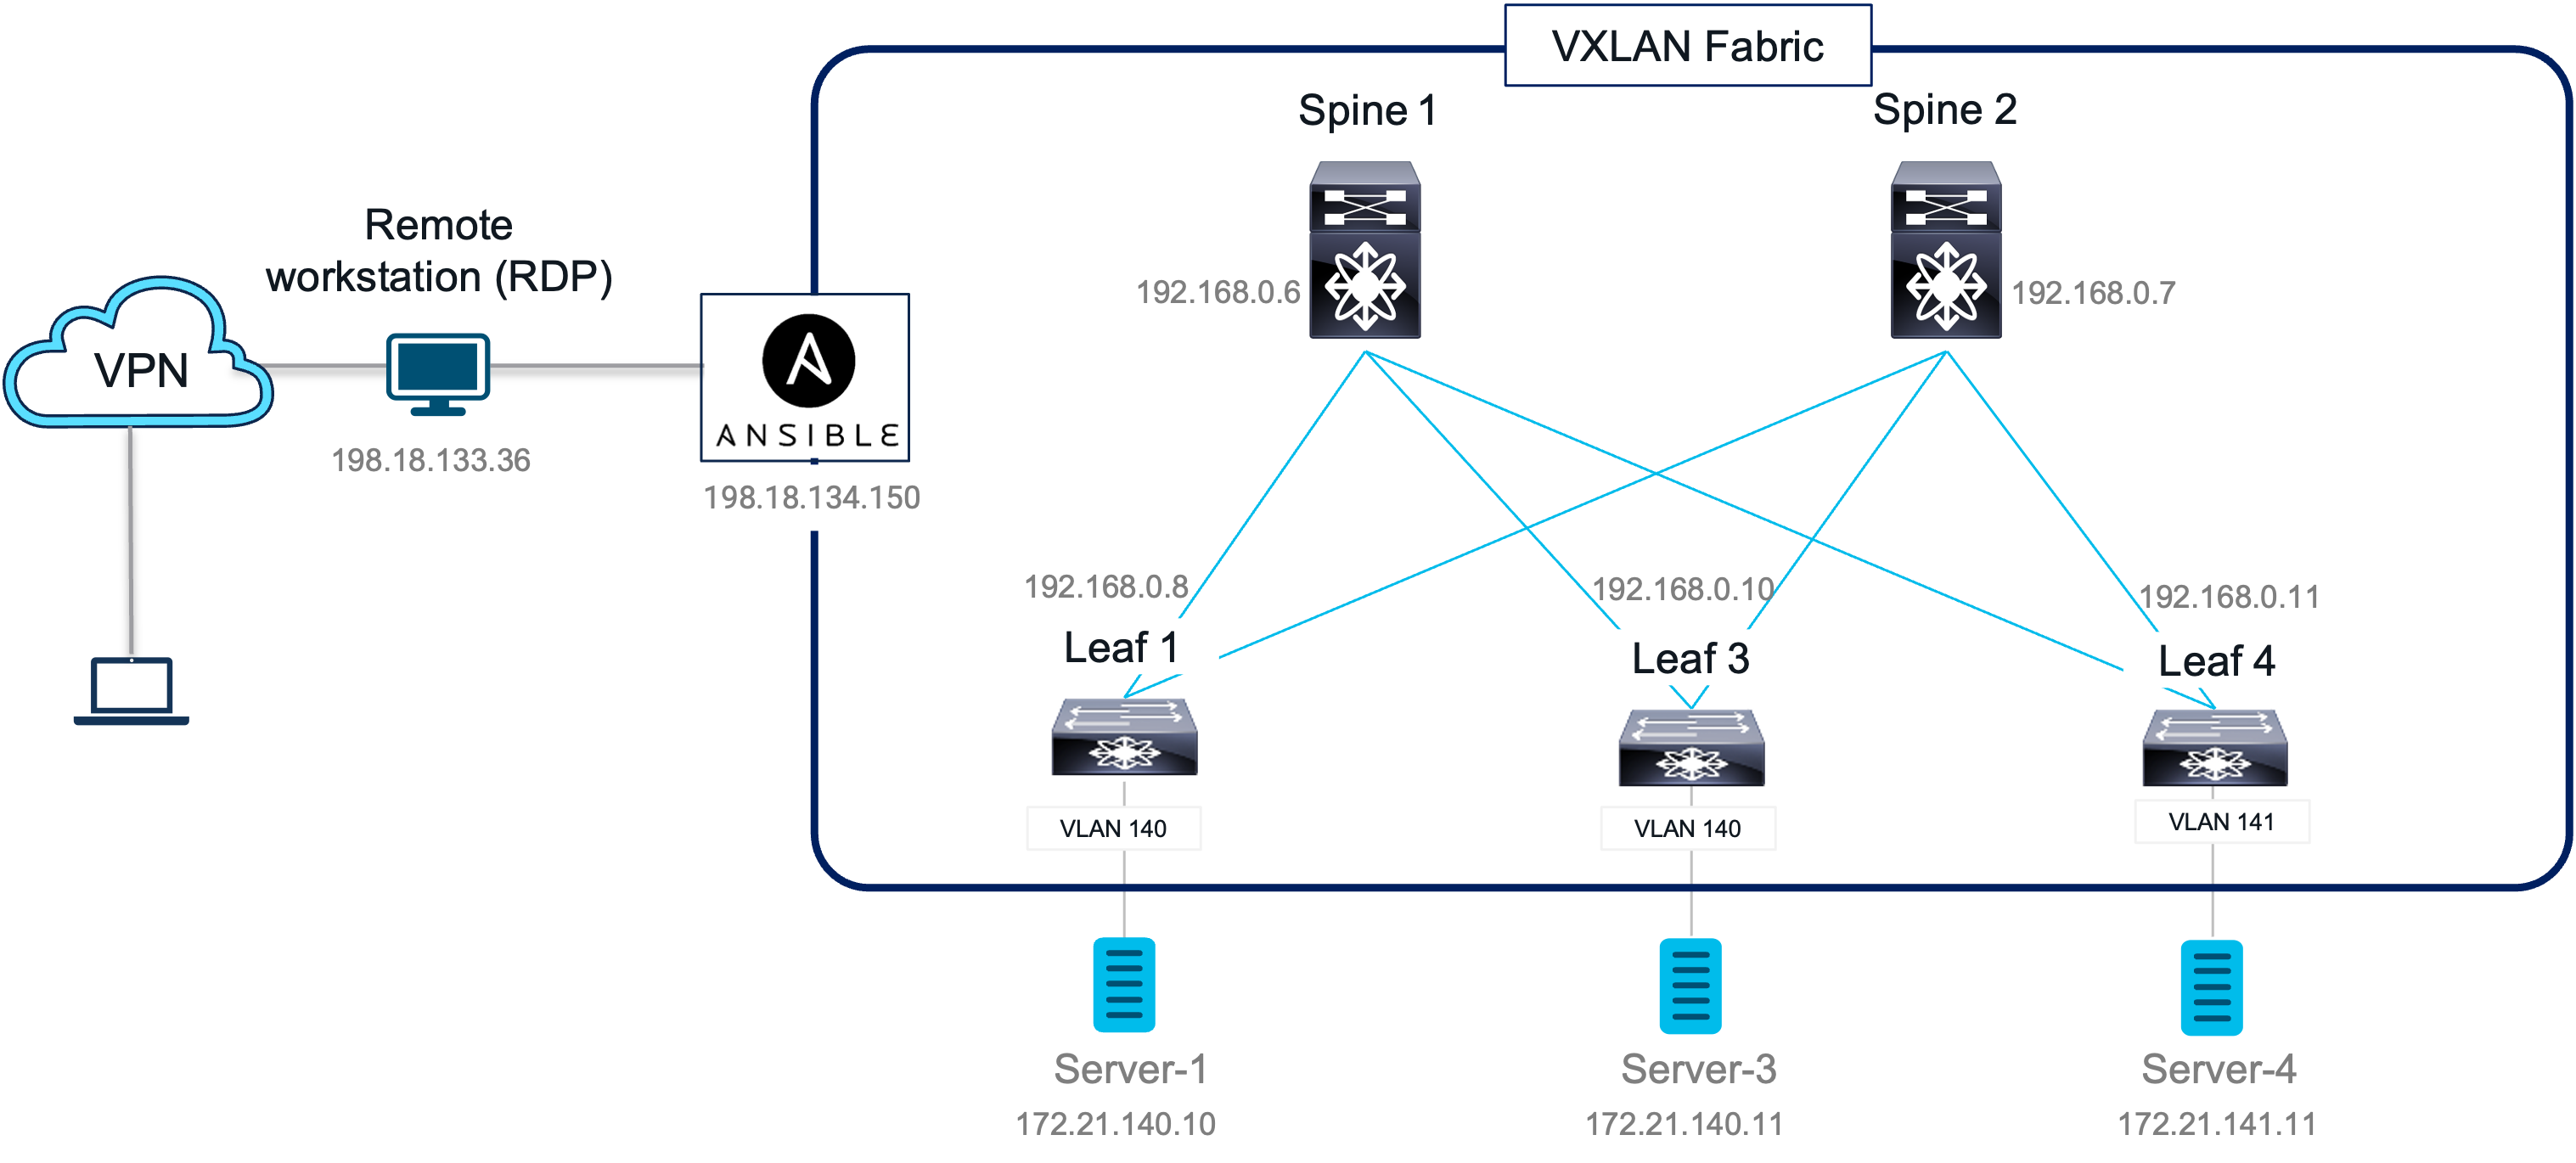 VXLAN Fabric
Spine 1
Spine 2
192.168.0.6
192.168.0.7
Remote
workstation (RDP)
VPN
ANSIBLE
198.18.133.36
198.18.134.150
192.168.0.8
192.168.0.10
192.168.0.11
Leaf 1
Leaf 3
Leaf 4
VLAN 140
VLAN 140
VLAN 141
Server-1
Server-3
Server-4
172.21.140.10
172.21.140.11
172.21.141.11